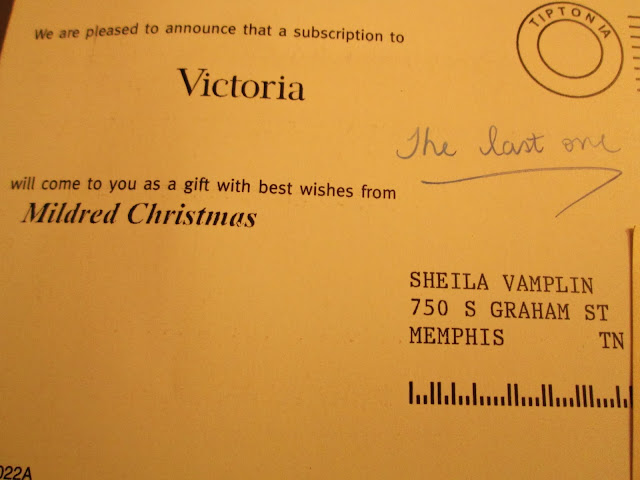 We are pleased to announce that a subscription to
TIPTON IA
Victoria
The last one
will come to you as a gift with best wishes from
Mildred Christmas
SHEILA VAMPLIN
750 S GRAHAM ST
MEMPHIS TN
022A